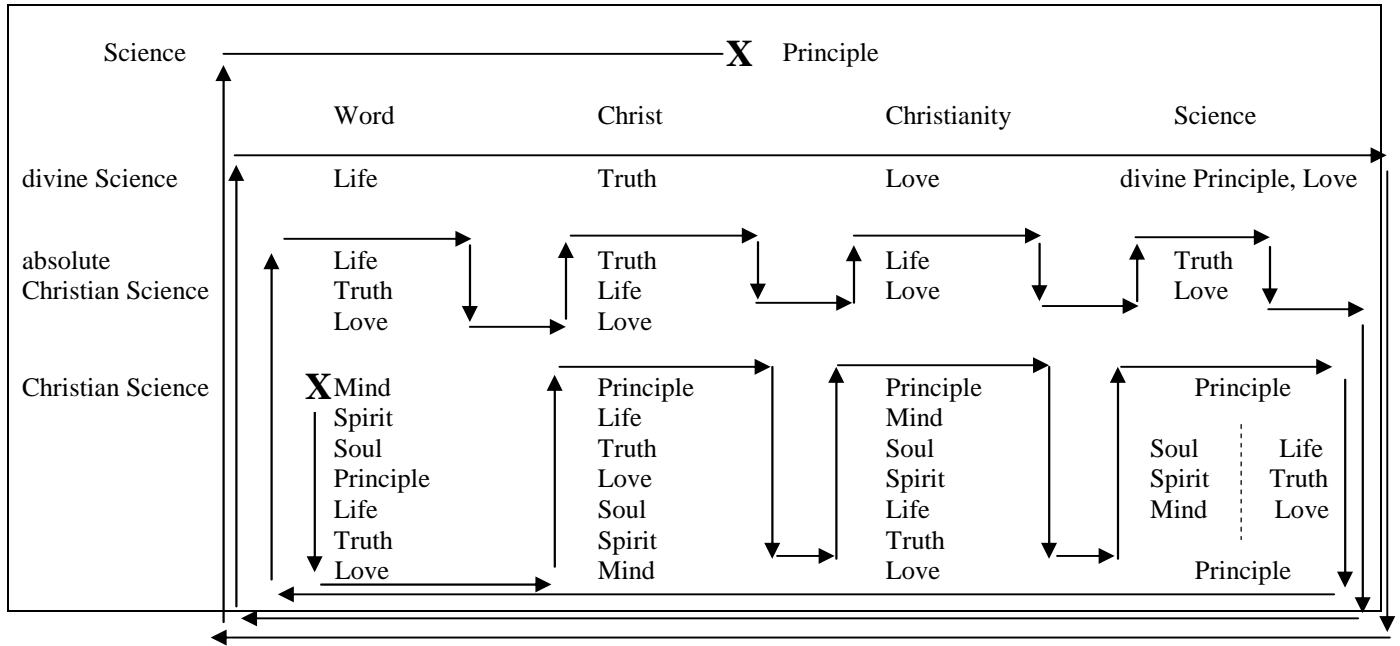 Science X Principle
Word Christ Christianity Science
divine Science Life Truth Love divine Principle, Love
absolute Life Truth Life Truth
Christian Science Truth Life Love Love
Love Love
Christian Science X Mind Principle Principle Principle
Spirit Life Mind
Soul Truth Soul Soul Life
Principle Love Spirit Spirit Truth
Life Soul Life Mind Love
Truth Spirit Truth
Love Mind Love Principle